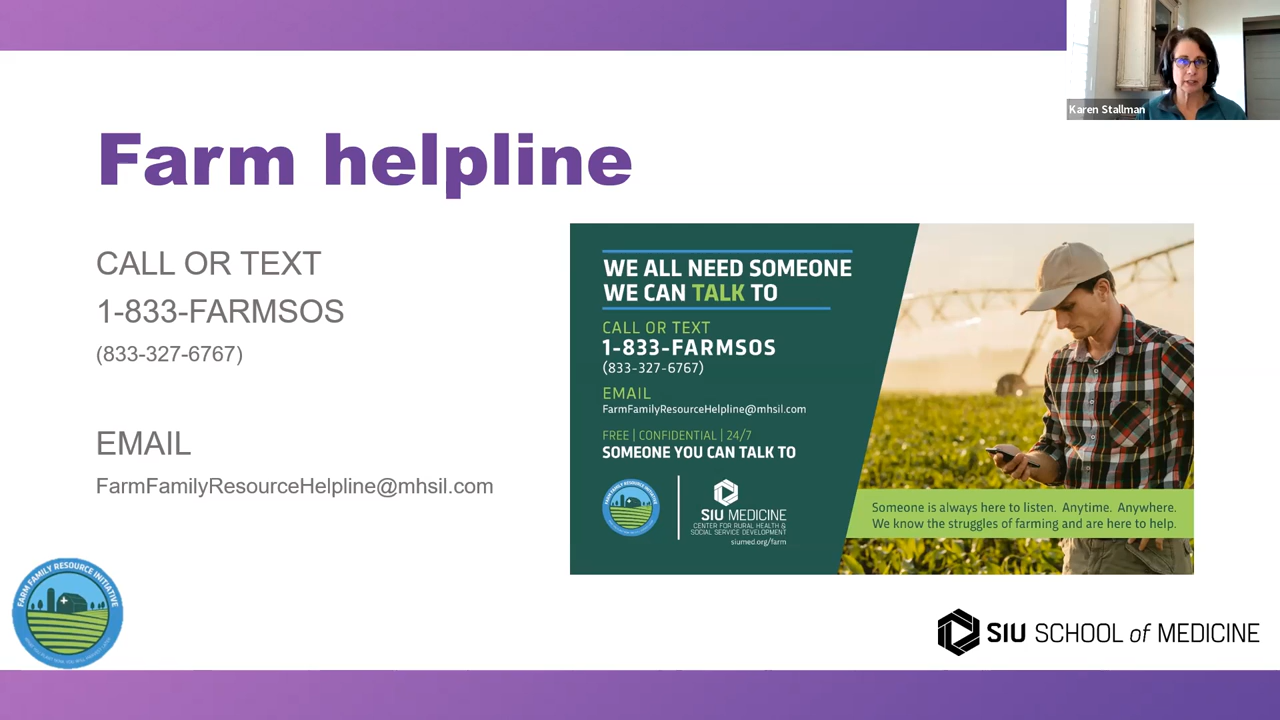 Karen Stallman
Farm helpline
CALL OR TEXT
1-833-FARMSOS
(833-327-6767)
EMAIL
FarmFamilyResourceHelpline@mhsil.com
WE ALL NEED SOMEONE
WE CAN TALK TO
CALL OR TEXT
1-833-FARMSOS
(833-327-6767)
EMAIL
FarmFamilyResourceHelpline@mhsil.com
FREE | CONFIDENTIAL | 24/7
SOMEONE YOU CAN TALK TO
FARM FAMILY RESOURCE INITIATIVE
SIU MEDICINE
CENTER FOR RURAL HEALTH &
SOCIAL SERVICE DEVELOPMENT
siumed.org/farm
Someone is always here to listen. Anytime. Anywhere.
We know the struggles of farming and are here to help.
FARM FAMILY RESOURCE INITIATIVE
SIU SCHOOL of MEDICINE